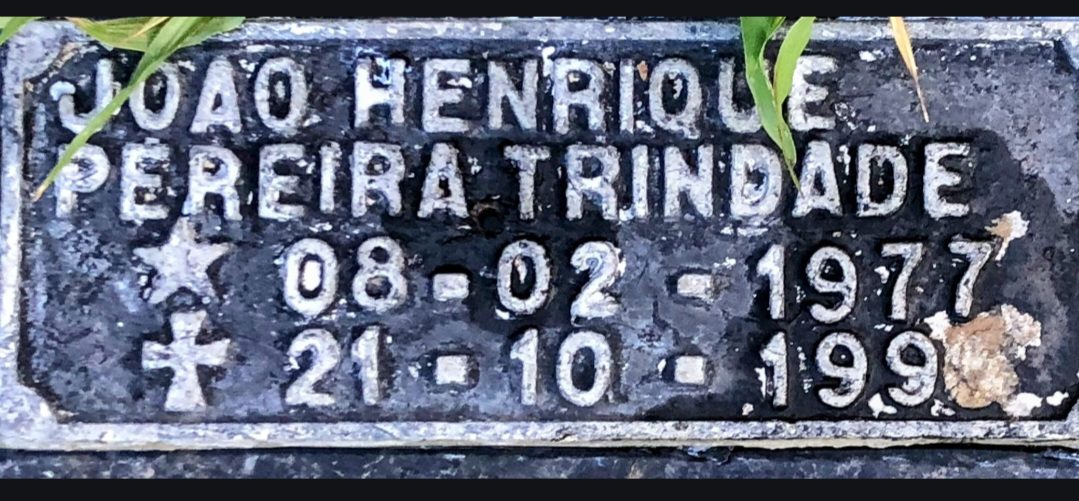 JOAO HENRIQUE
PEREIRA TRINDADE
08-02-1977
21-10-199